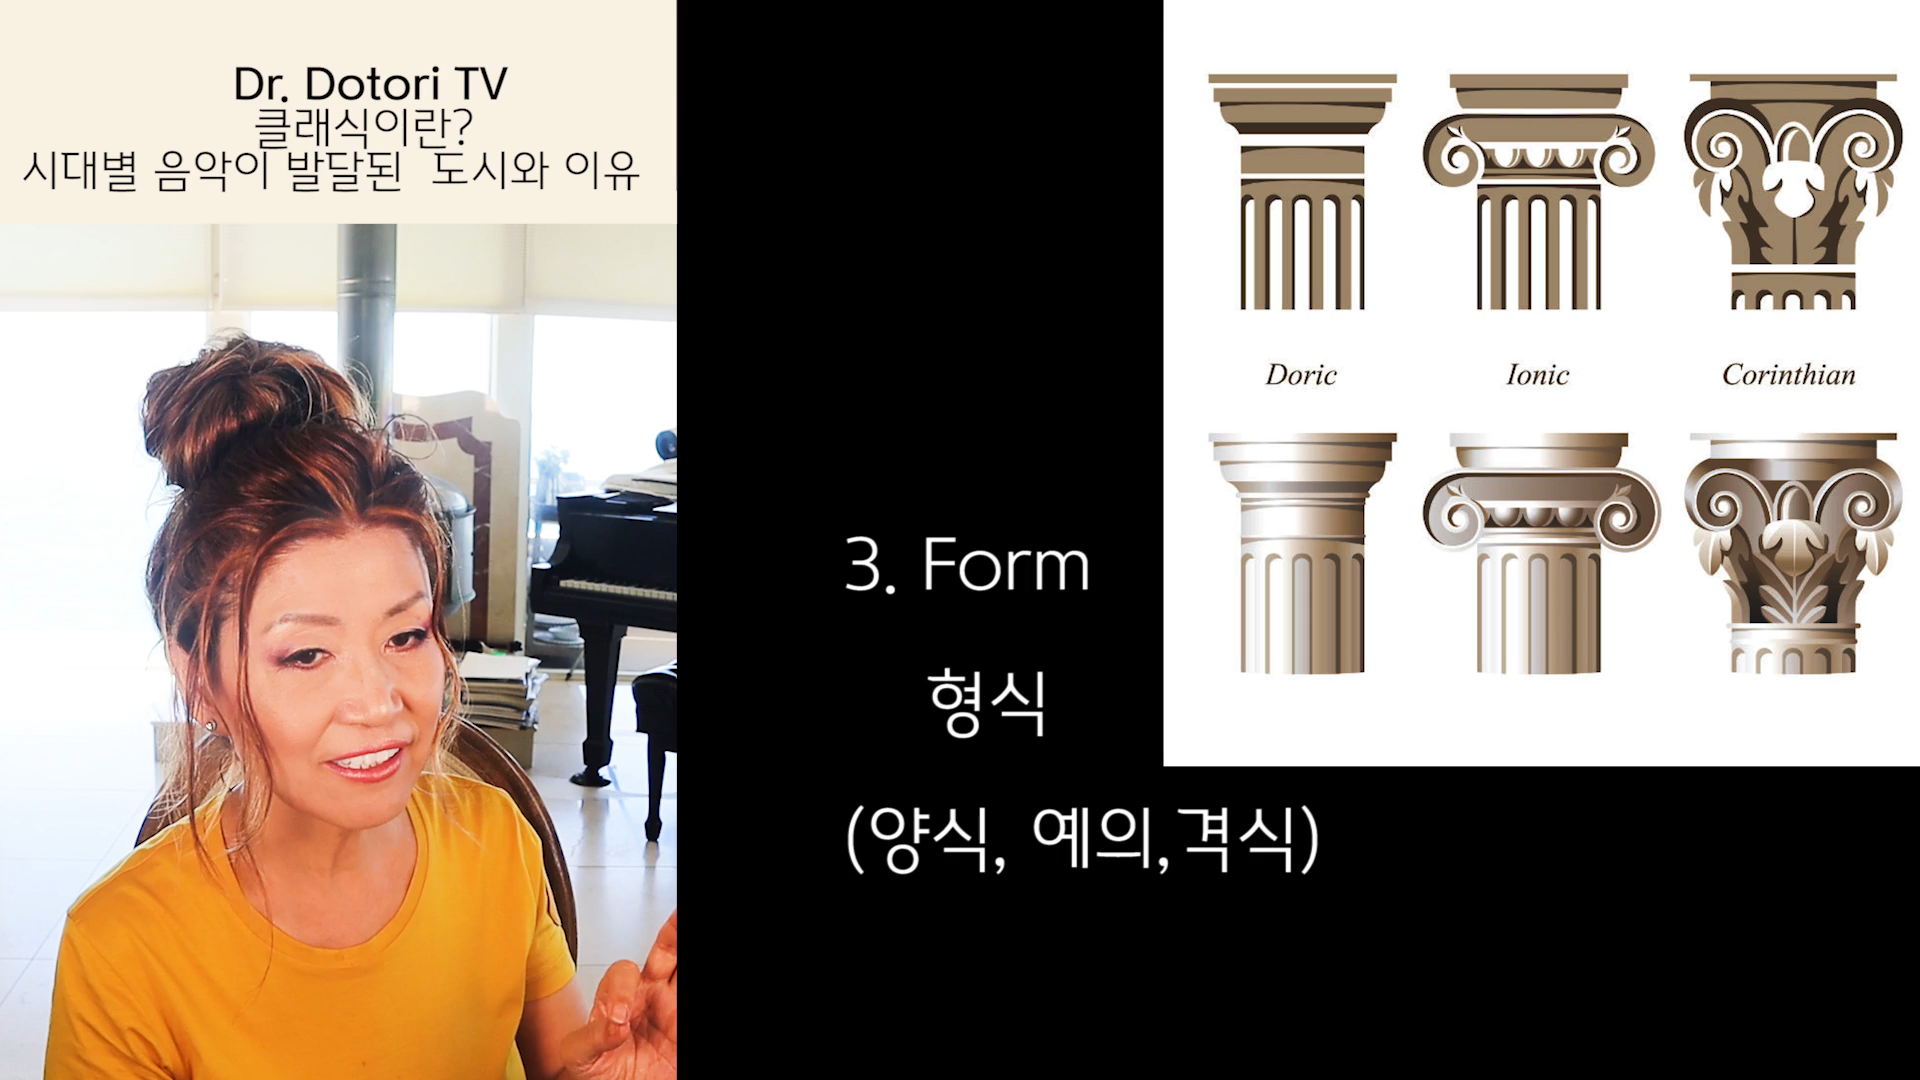 Dr. Dotori TV
클래식이란?
시대별 음악이 발달된 도시와 이유
Doric Ionic Corinthian
3. Form
형식
(양식, 예의,격식)